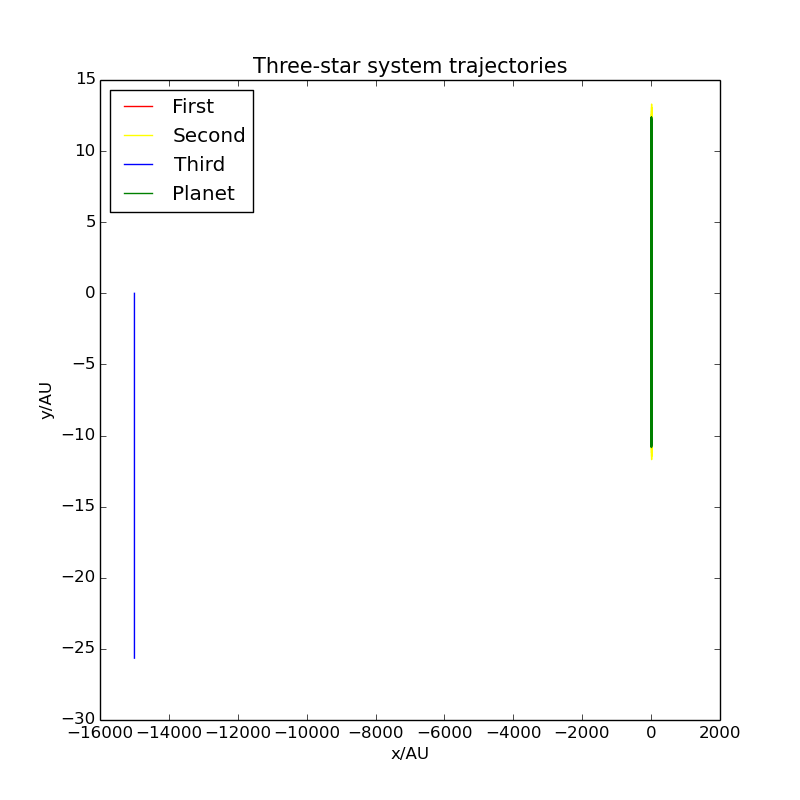 Three-star system trajectories
First
Second
Third
Planet
15
10
5
0
−5
−10
−15
−20
−25
−30
y/AU
−16000 −14000 −12000 −10000 −8000 −6000 −4000 −2000 0 2000
x/AU